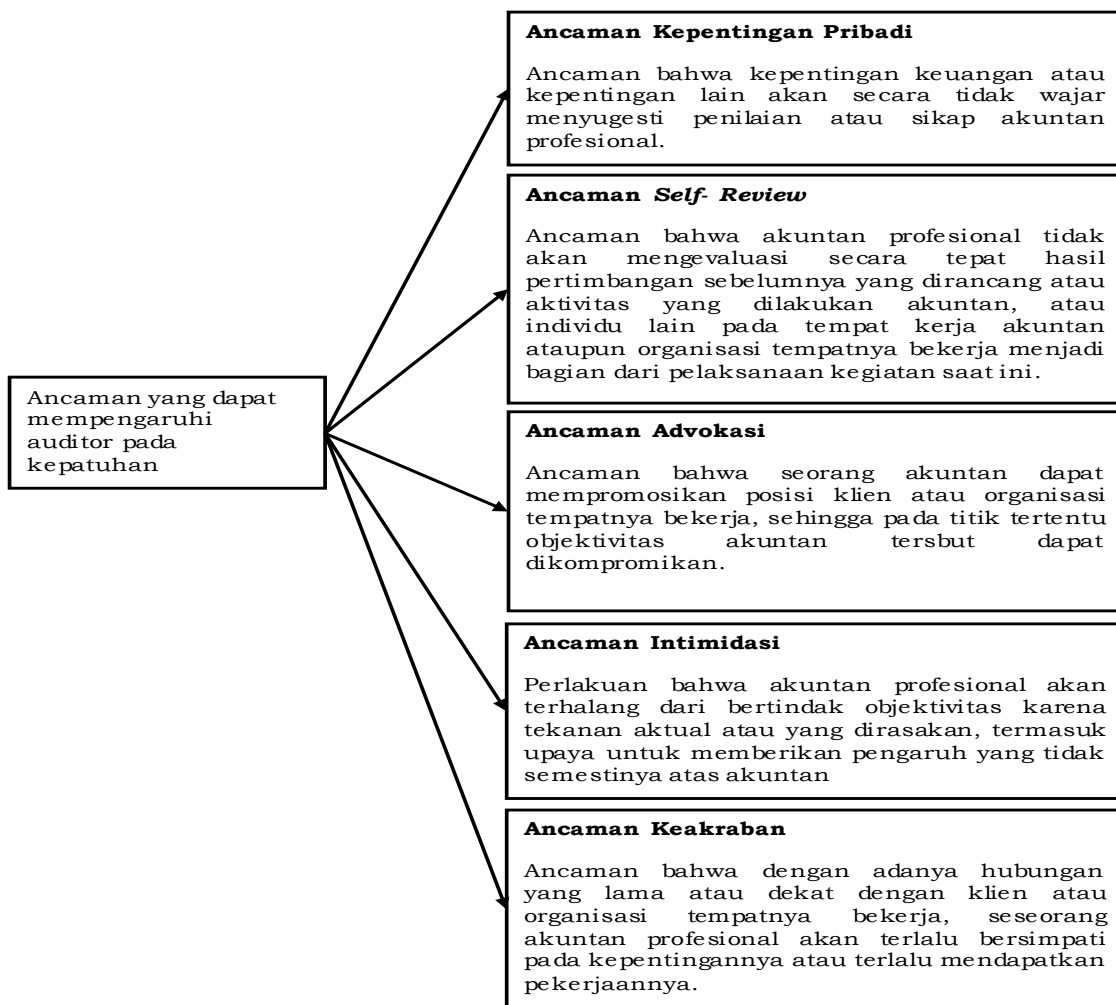 Ancaman yang dapat
mempengaruhi
auditor pada
kepatuhan
Ancaman Kepentingan Pribadi
Ancaman bahwa kepentingan keuangan atau
kepentingan lain akan secara tidak wajar
menyugesti penilaian atau sikap akuntan
profesional.
Ancaman Self- Review
Ancaman bahwa akuntan profesional tidak
akan mengevaluasi secara tepat hasil
pertimbangan sebelumnya yang dirancang atau
aktivitas yang dilakukan akuntan, atau
individu lain pada tempat kerja akuntan
ataupun organisasi tempatnya bekerja menjadi
bagian dari pelaksanaan kegiatan saat ini.
Ancaman Advokasi
Ancaman bahwa seorang akuntan dapat
mempromosikan posisi klien atau organisasi
tempatnya bekerja, sehingga pada titik tertentu
objektivitas akuntan tersbut dapat
dikompromikan.
Ancaman Intimidasi
Perlakuan bahwa akuntan profesional akan
terhalang dari bertindak objektivitas karena
tekanan aktual atau yang dirasakan, termasuk
upaya untuk memberikan pengaruh yang tidak
semestinya atas akuntan
Ancaman Keakraban
Ancaman bahwa dengan adanya hubungan
yang lama atau dekat dengan klien atau
organisasi tempatnya bekerja, seseorang
akuntan profesional akan terlalu bersimpati
pada kepentingannya atau terlalu mendapatkan
pekerjaannya.